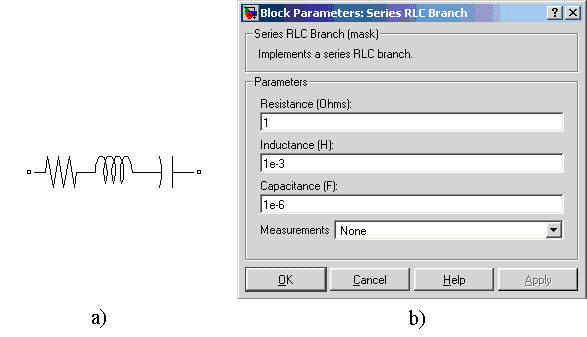 Block Parameters: Series RLC Branch
Series RLC Branch (mask)
Implements a series RLC branch.
Parameters
Resistance (Ohms):
1
Inductance (H):
1e-3
Capacitance (F):
1e-6
Measurements None
OK Cancel Help Apply
a) b)